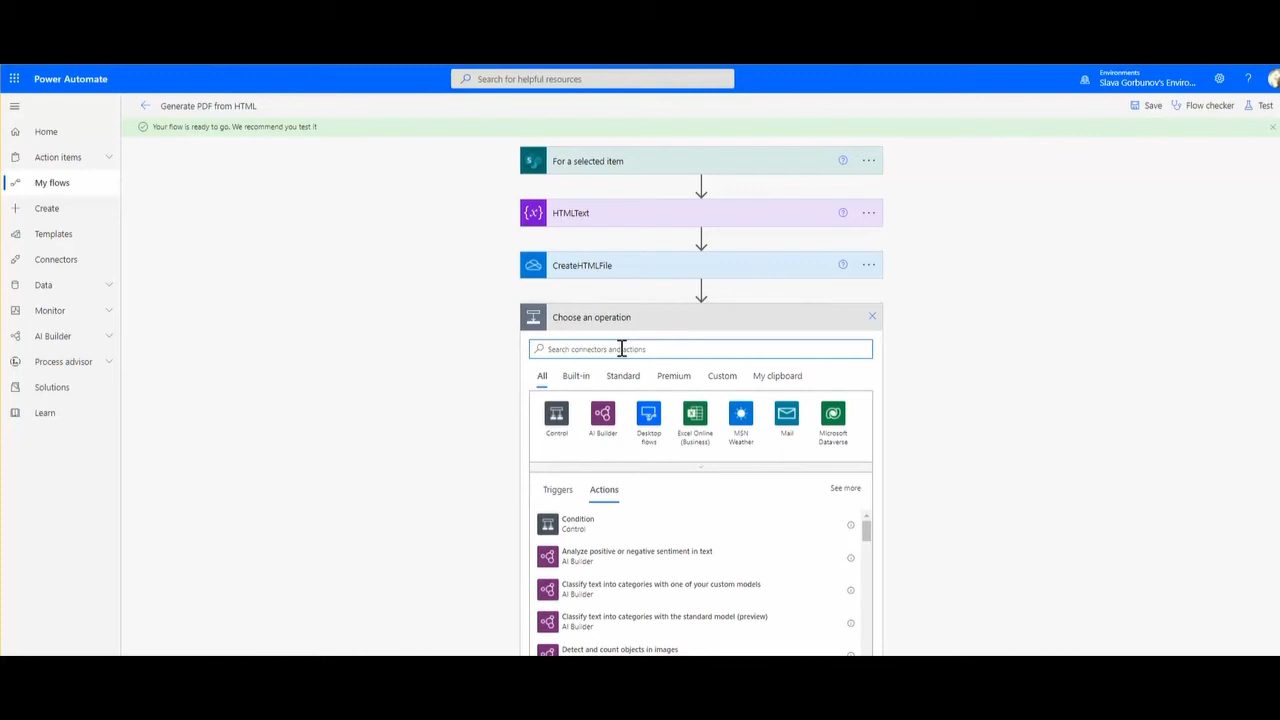 Power Automate
Search for helpful resources
Environments
Slava Gorbunov's Enviro...
?
Generate PDF from HTML
Save
Flow checker
Test
Your flow is ready to go. We recommend you test it
Home
Action items
My flows
Create
Templates
Connectors
Data
Monitor
AI Builder
Process advisor
Solutions
Learn
For a selected item
HTMLText
CreateHTMLFile
Choose an operation
Search connectors and actions
All
Built-in
Standard
Premium
Custom
My clipboard
Control
AI Builder
Desktop
flows
Excel Online
(Business)
MSN
Weather
Mail
Microsoft
Dataverse
Triggers
Actions
See more
Condition
Control
Analyze positive or negative sentiment in text
AI Builder
Classify text into categories with one of your custom models
AI Builder
Classify text into categories with the standard model (preview)
AI Builder
Detect and count objects in images